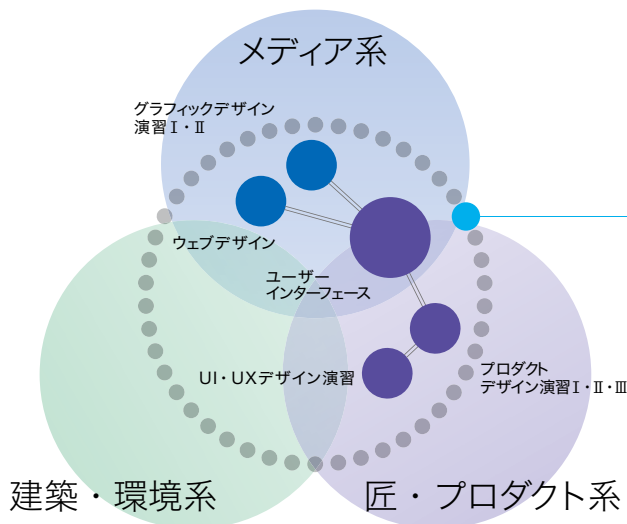 メディア系
グラフィックデザイン
演習Ⅰ・Ⅱ
ウェブデザイン
ユーザー
インターフェース
UI・UXデザイン演習
プロダクト
デザイン演習Ⅰ・Ⅱ・Ⅲ
建築・環境系
匠・プロダクト系